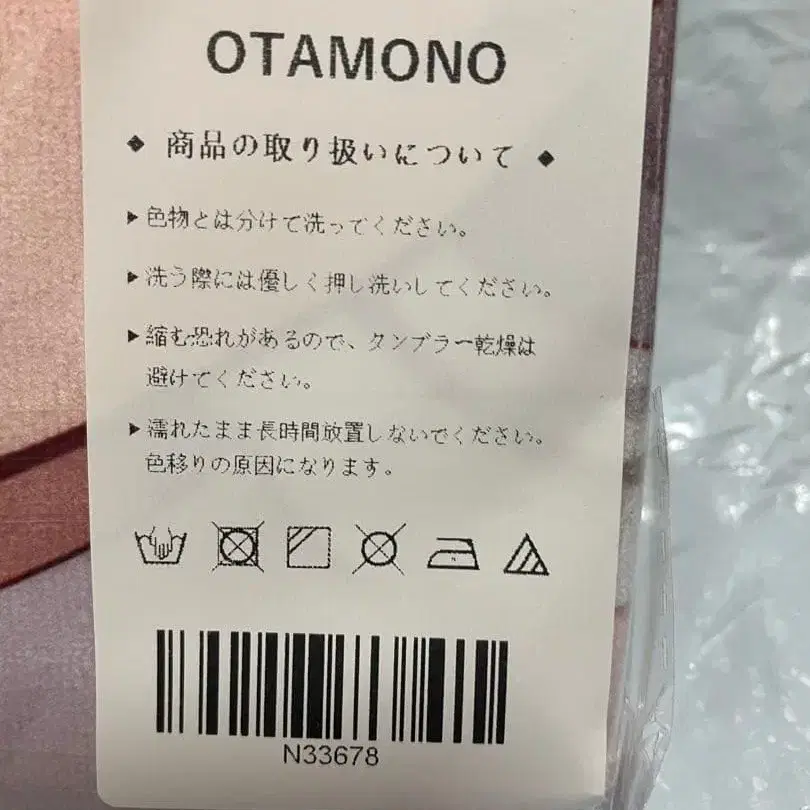 OTAMONO
◆ 商品の取り扱いについて ◆
▶色物とは分けて洗ってください。
▶洗う際には優しく押し洗いしてください。
▶縮む恐れがあるので、タンブラー乾燥は
避けてください。
▶濡れたまま長時間放置しないでください。
色移りの原因になります。
N33678